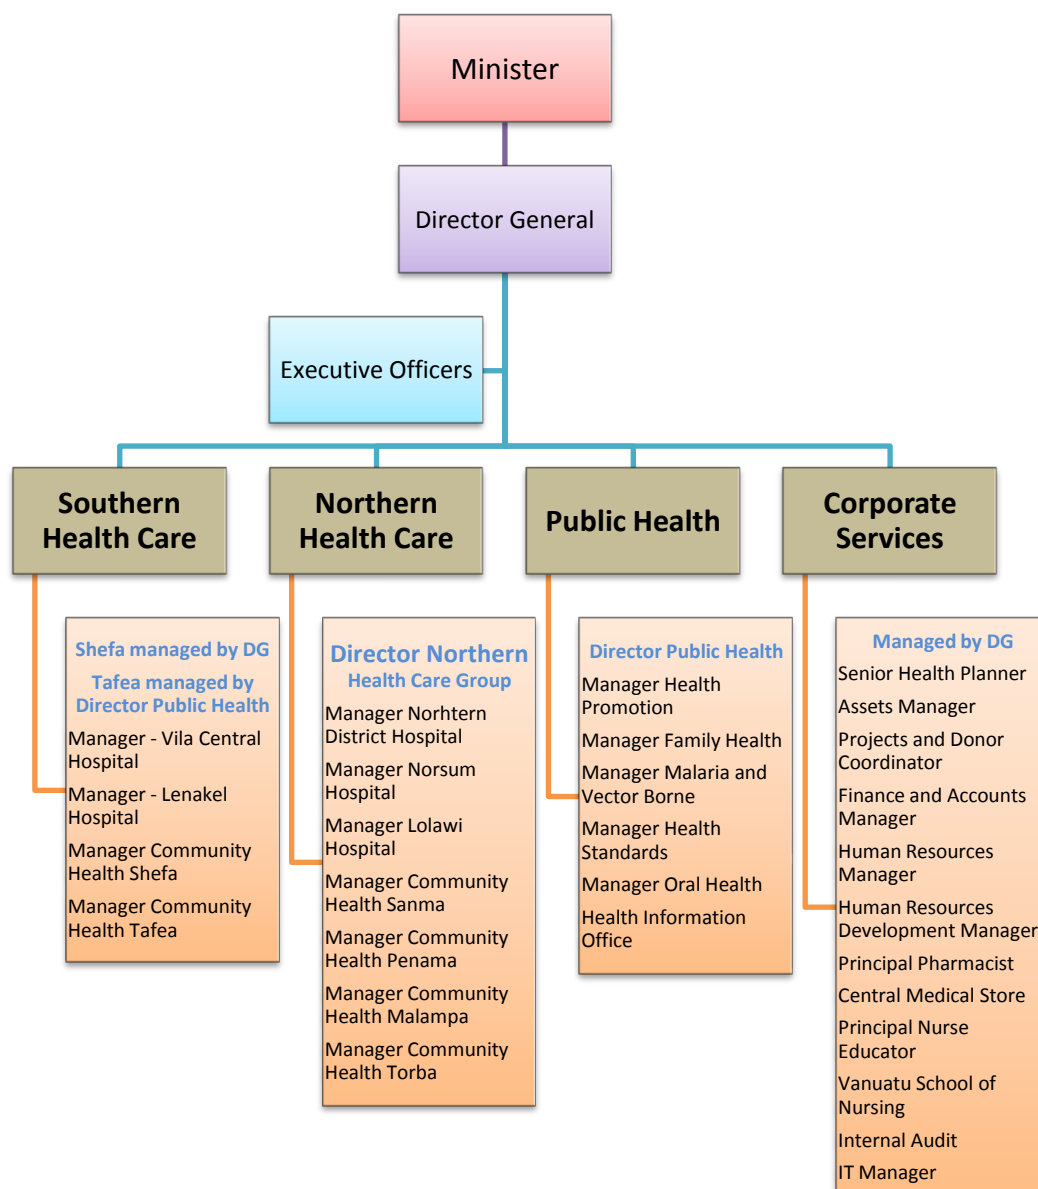 Minister
Director General
Executive Officers
Southern
Health Care
Northern
Health Care
Public Health
Corporate
Services
Shefa managed by DG
Tafea managed by
Director Public Health
Manager - Vila Central
Hospital
Manager - Lenakel
Hospital
Manager Community
Health Shefa
Manager Community
Health Tafea
Director Northern
Health Care Group
Manager Norhtern
District Hospital
Manager Norsum
Hospital
Manager Lolawi
Hospital
Manager Community
Health Sanma
Manager Community
Health Penama
Manager Community
Health Malampa
Manager Community
Health Torba
Director Public Health
Manager Health
Promotion
Manager Family Health
Manager Malaria and
Vector Borne
Manager Health
Standards
Manager Oral Health
Health Information
Office
Managed by DG
Senior Health Planner
Assets Manager
Projects and Donor
Coordinator
Finance and Accounts
Manager
Human Resources
Manager
Human Resources
Development Manager
Principal Pharmacist
Central Medical Store
Principal Nurse
Educator
Vanuatu School of
Nursing
Internal Audit
IT Manager